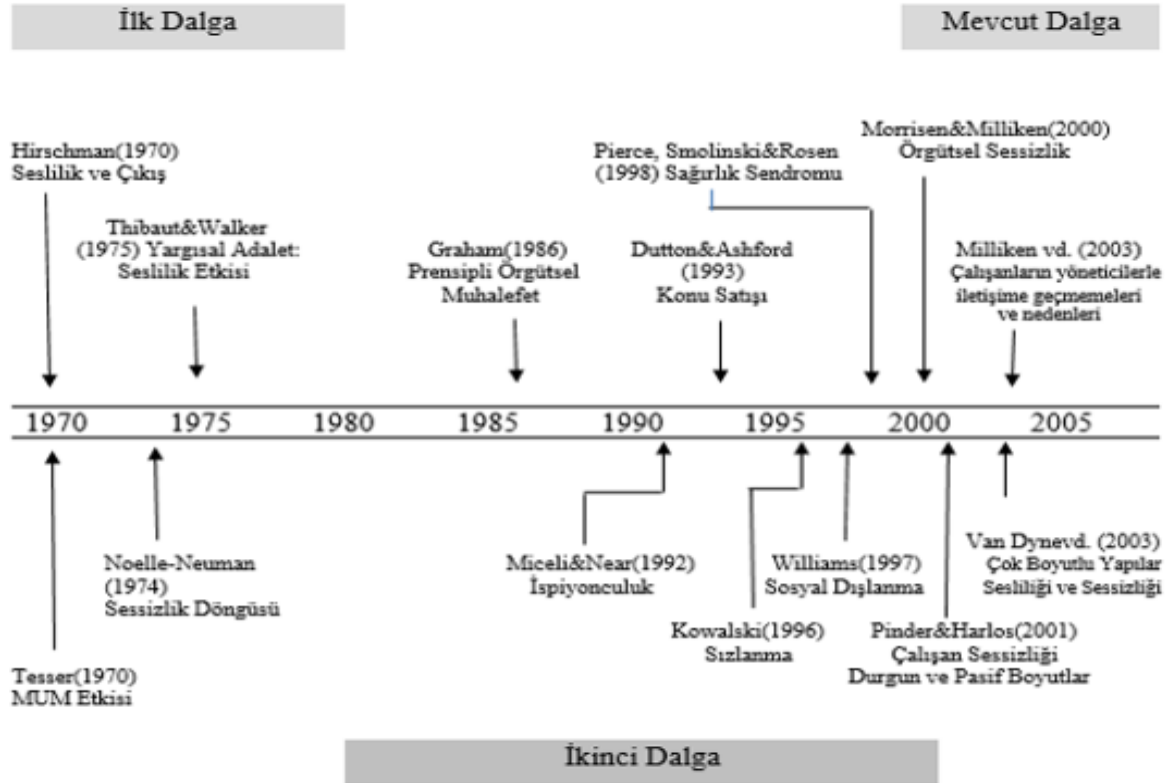 İlk Dalga
Mevcut Dalga
Hirschman(1970)
Seslilik ve Çıkış
Thibaut&Walker
(1975) Yargısal Adalet:
Seslilik Etkisi
Graham(1986)
Prensipli Örgütsel
Muhalefet
Pierce, Smolinski&Rosen
(1998) Sağırlık Sendromu
Dutton&Ashford
(1993)
Konu Satışı
Morrisen&Milliken(2000)
Örgütsel Sessizlik
Milliken vd. (2003)
Çalışanların yöneticilerle
iletişime geçmemeleri
ve nedenleri
1970 1975 1980 1985 1990 1995 2000 2005
Noelle-Neuman
(1974)
Sessizlik Döngüsü
Tesser(1970)
MUM Etkisi
Miceli&Near(1992)
İspiyonculuk
Kowalski(1996)
Sızlanma
Williams(1997)
Sosyal Dışlanma
Van Dynevd. (2003)
Çok Boyutlu Yapılar
Sesliliği ve Sessizliği
Pinder&Harlos(2001)
Çalışan Sessizliği
Durgun ve Pasif Boyutlar
İkinci Dalga